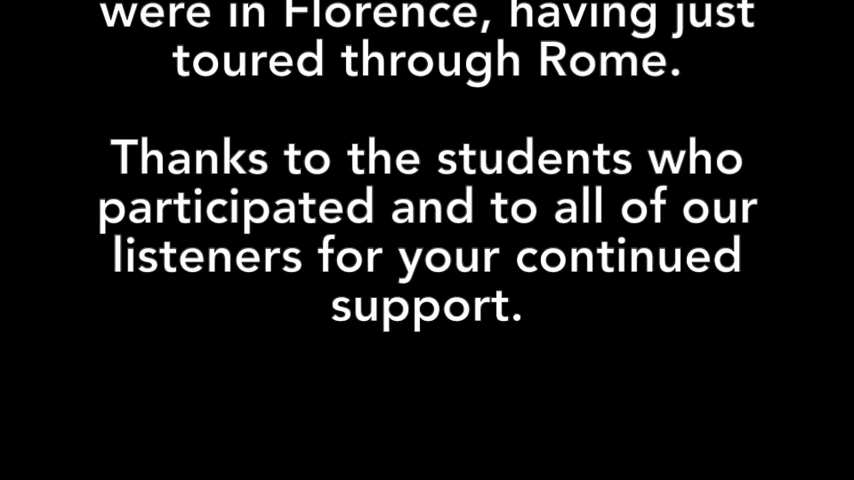 were in Florence, having just
toured through Rome.
Thanks to the students who
participated and to all of our
listeners for your continued
support.